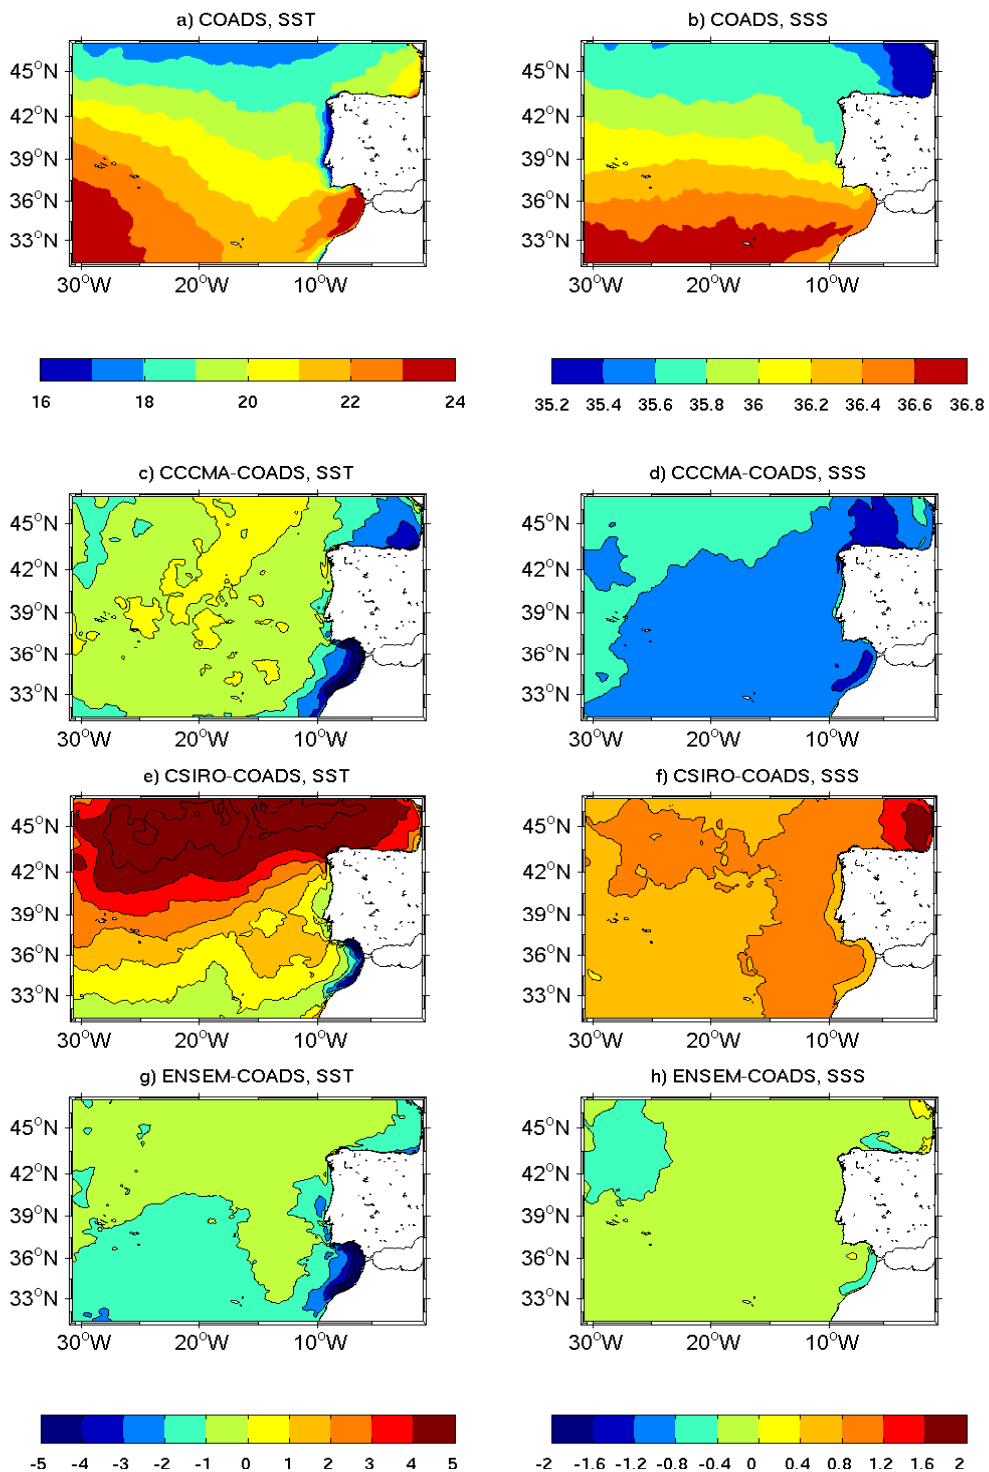 a) COADS, SST
b) COADS, SSS
45°N
42°N
39°N
36°N
33°N
30°W 20°W 10°W
45°N
42°N
39°N
36°N
33°N
30°W 20°W 10°W
16 18 20 22 24
35.2 35.4 35.6 35.8 36 36.2 36.4 36.6 36.8
c) CCCMA-COADS, SST
d) CCCMA-COADS, SSS
45°N
42°N
39°N
36°N
33°N
30°W 20°W 10°W
45°N
42°N
39°N
36°N
33°N
30°W 20°W 10°W
e) CSIRO-COADS, SST
f) CSIRO-COADS, SSS
45°N
42°N
39°N
36°N
33°N
30°W 20°W 10°W
45°N
42°N
39°N
36°N
33°N
30°W 20°W 10°W
g) ENSEM-COADS, SST
h) ENSEM-COADS, SSS
45°N
42°N
39°N
36°N
33°N
30°W 20°W 10°W
45°N
42°N
39°N
36°N
33°N
30°W 20°W 10°W
-5 -4 -3 -2 -1 0 1 2 3 4 5
-2 -1.6 -1.2 -0.8 -0.4 0 0.4 0.8 1.2 1.6 2